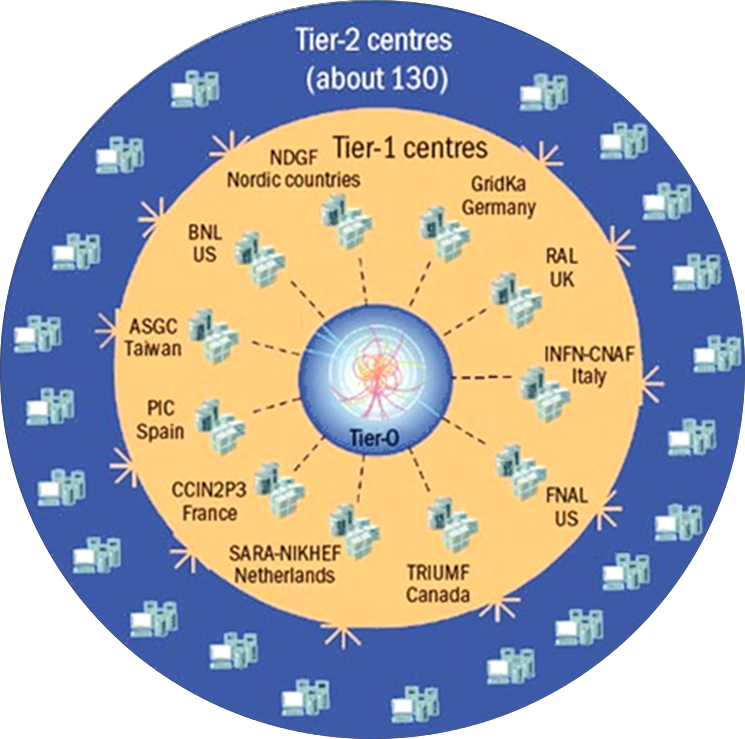 Tier-2 centres
(about 130)
Tier-1 centres
NDGF
Nordic countries
GridKa
Germany
BNL
US
RAL
UK
ASGC
Taiwan
INFN-CNAF
Italy
PIC
Spain
Tier-0
CCIN2P3
France
FNAL
US
SARA-NIKHEF
Netherlands
TRIUMF
Canada